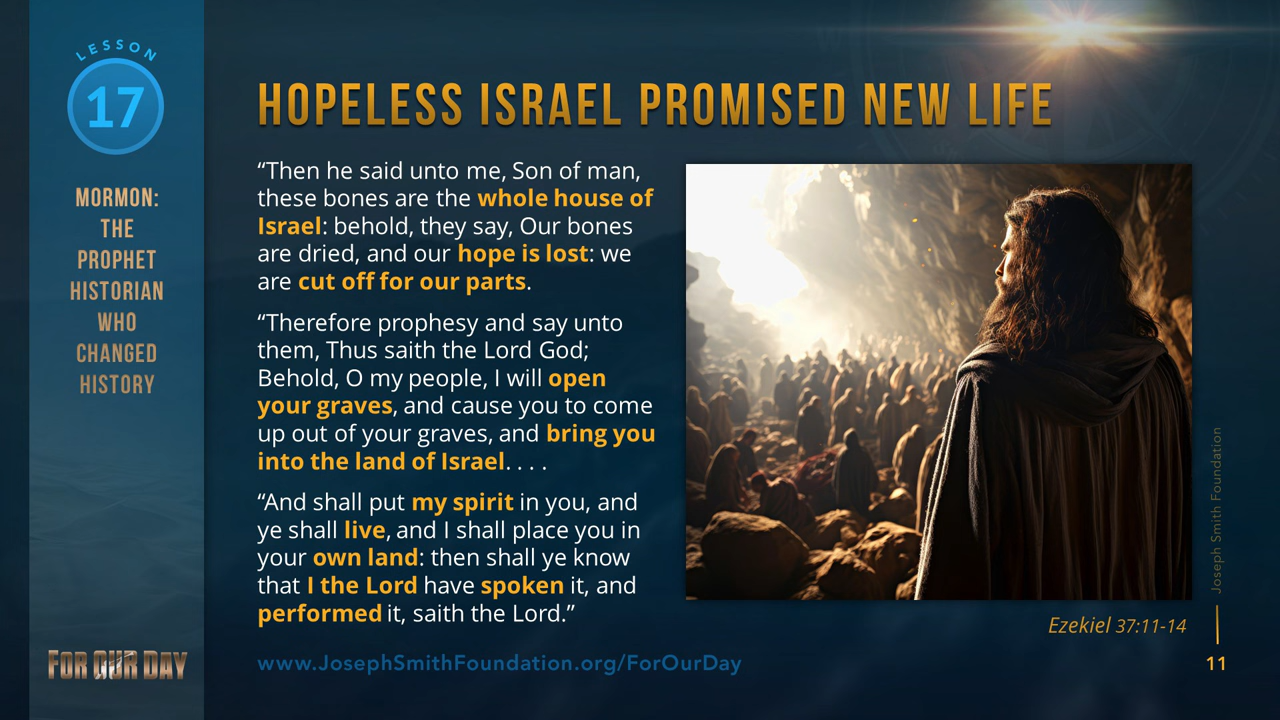 LESSON
17
MORMON:
THE
PROPHET
HISTORIAN
WHO
CHANGED
HISTORY
FOR OUR DAY
HOPELESS ISRAEL PROMISED NEW LIFE
“Then he said unto me, Son of man,
these bones are the whole house of
Israel: behold, they say, Our bones
are dried, and our hope is lost: we
are cut off for our parts.
“Therefore prophesy and say unto
them, Thus saith the Lord God;
Behold, O my people, I will open
your graves, and cause you to come
up out of your graves, and bring you
into the land of Israel. . . .
“And shall put my spirit in you, and
ye shall live, and I shall place you in
your own land: then shall ye know
that I the Lord have spoken it, and
performed it, saith the Lord.”
www.JosephSmithFoundation.org/ForOurDay
Ezekiel 37:11-14
Joseph Smith Foundation
11